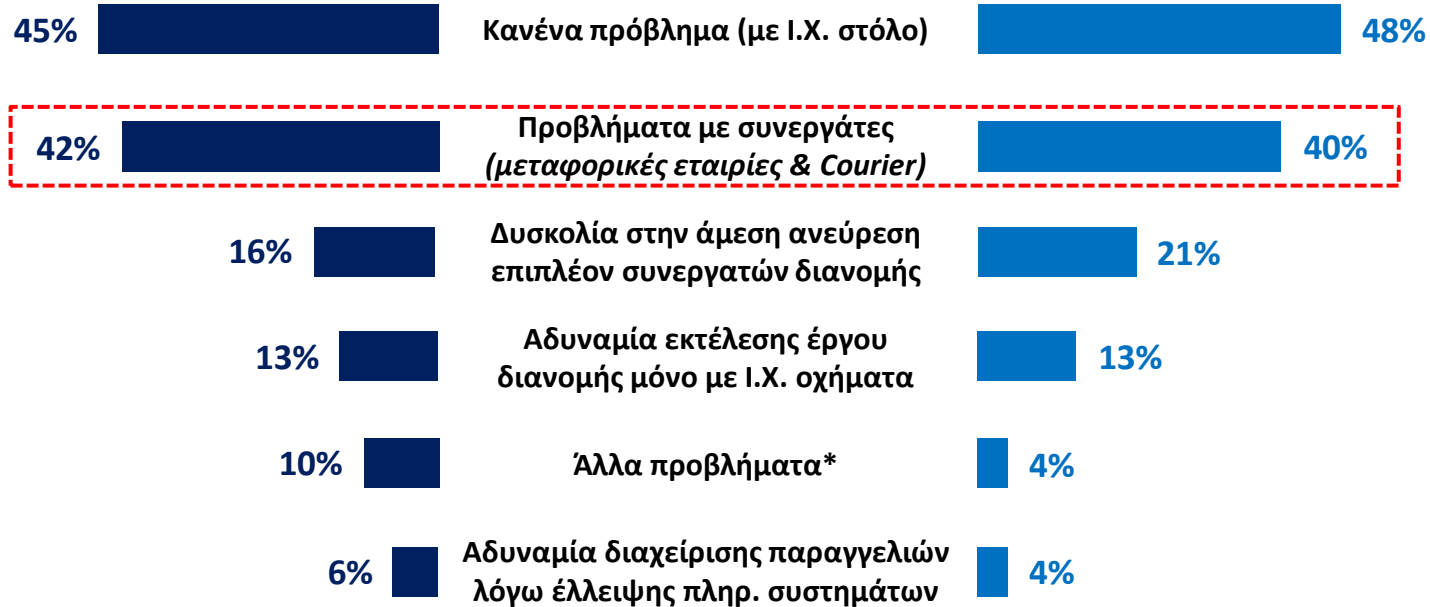 45% Κανένα πρόβλημα (με Ι.Χ. στόλο) 48%
42% Προβλήματα με συνεργάτες 40%
(μεταφορικές εταιρίες & Courier)
16% Δυσκολία στην άμεση ανεύρεση 21%
επιπλέον συνεργατών διανομής
13% Αδυναμία εκτέλεσης έργου 13%
διανομής μόνο με Ι.Χ. οχήματα
10% Άλλα προβλήματα* 4%
6% Αδυναμία διαχείρισης παραγγελιών 4%
λόγω έλλειψης πληρ. συστημάτων